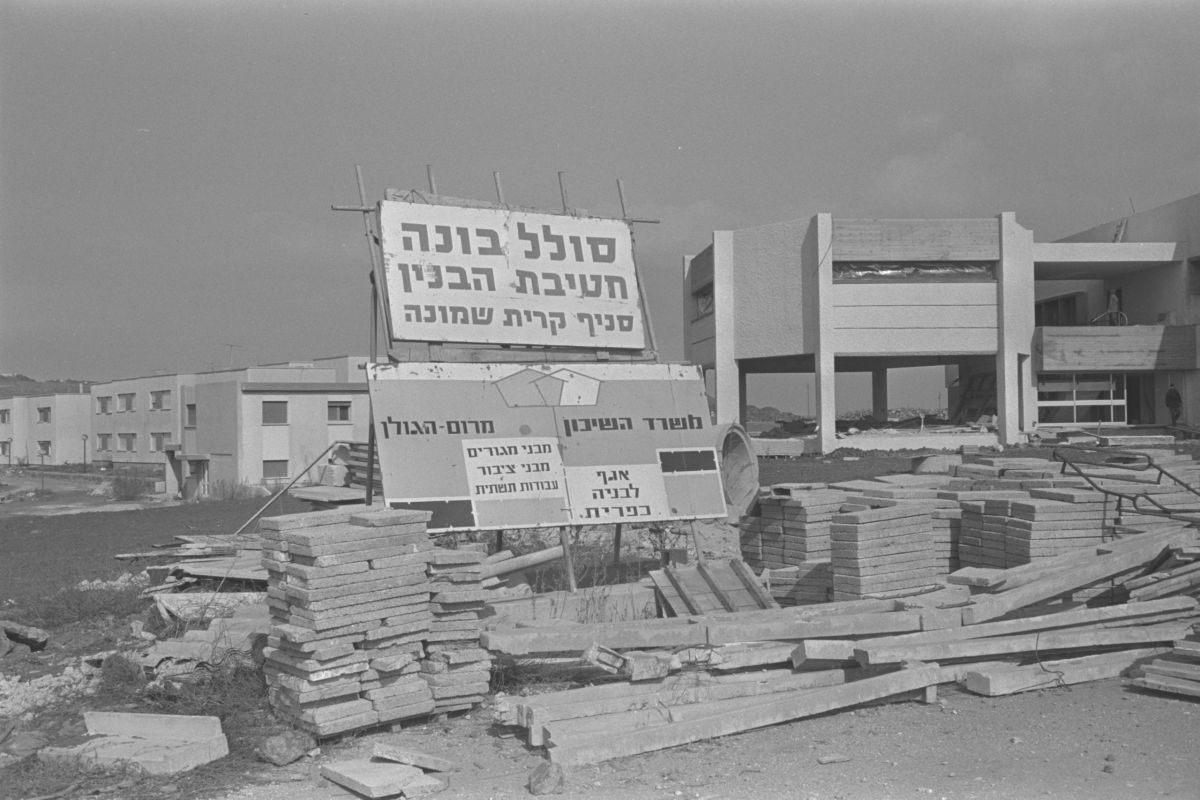 סולל בונה
חטיבת הבנין
סניף קרית שמונה
משרד השיכון
מרום-הגולן
מבני מגורים
מבני ציבור
עבודות תשתית
אגף
לבניה
כפרית.